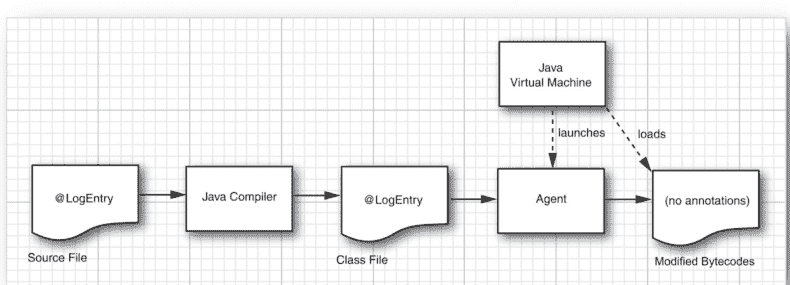 Java
Virtual Machine
launches
loads
@LogEntry
Java Compiler
@LogEntry
Agent
(no annotations)
Source File
Class File
Modified Bytecodes